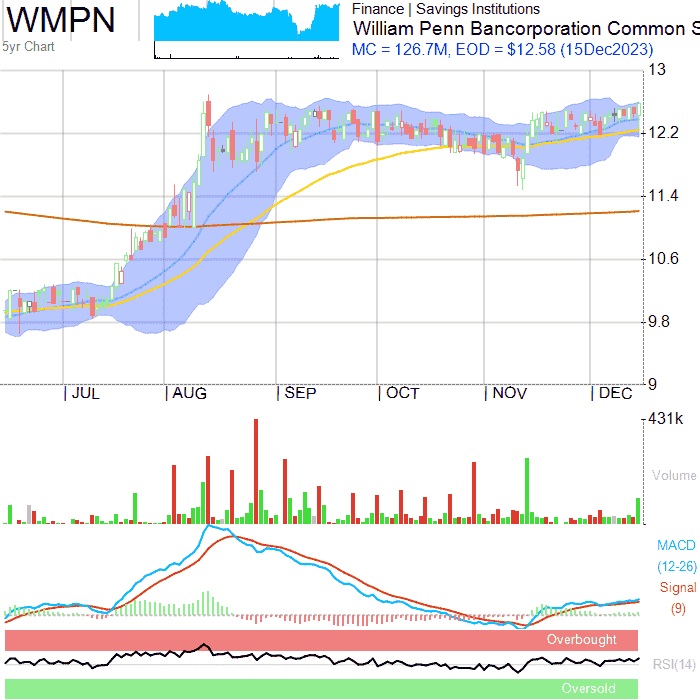 WMPN
5yr Chart
Finance | Savings Institutions
William Penn Bancorporation Common S
MC = 126.7M, EOD = $12.58 (15Dec2023)
13
12.2
11.4
10.6
9.8
9
JUL
AUG
SEP
OCT
NOV
DEC
431k
Volume
MACD
(12-26)
Signal
(9)
Overbought
RSI(14)
Oversold